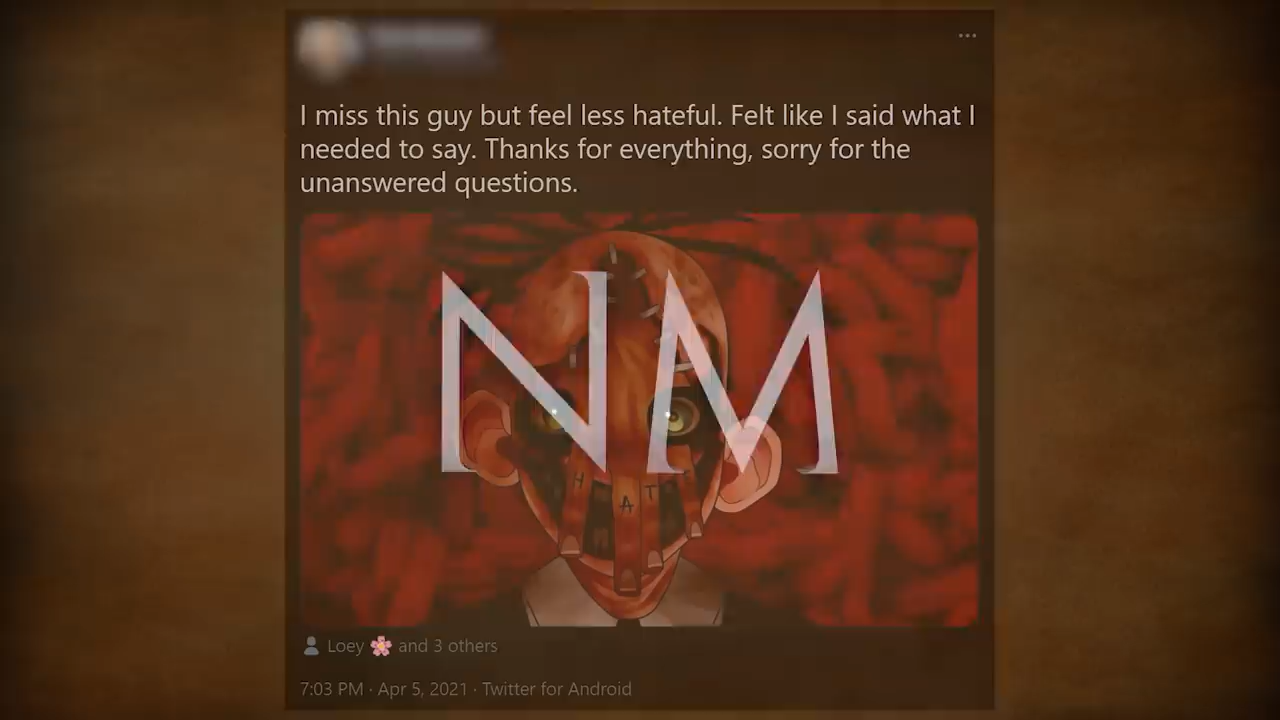 I miss this guy but feel less hateful. Felt like I said what I
needed to say. Thanks for everything, sorry for the
unanswered questions.
NM
HATE
Loey 🌸 and 3 others
7:03 PM · Apr 5, 2021 · Twitter for Android